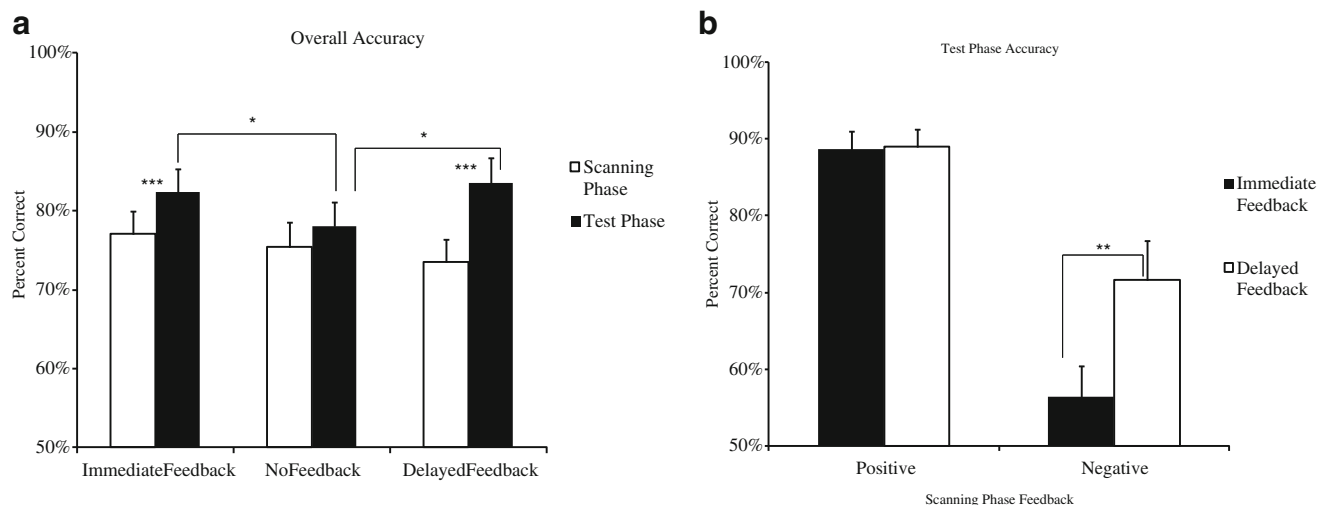 a
Overall Accuracy
100%
90%
80%
70%
60%
50%
Percent Correct
*
*
***
***
Scanning
Phase
Test Phase
ImmediateFeedback
NoFeedback
DelayedFeedback
b
Test Phase Accuracy
100%
90%
80%
70%
60%
50%
Percent Correct
**
Immediate
Feedback
Delayed
Feedback
Positive
Negative
Scanning Phase Feedback